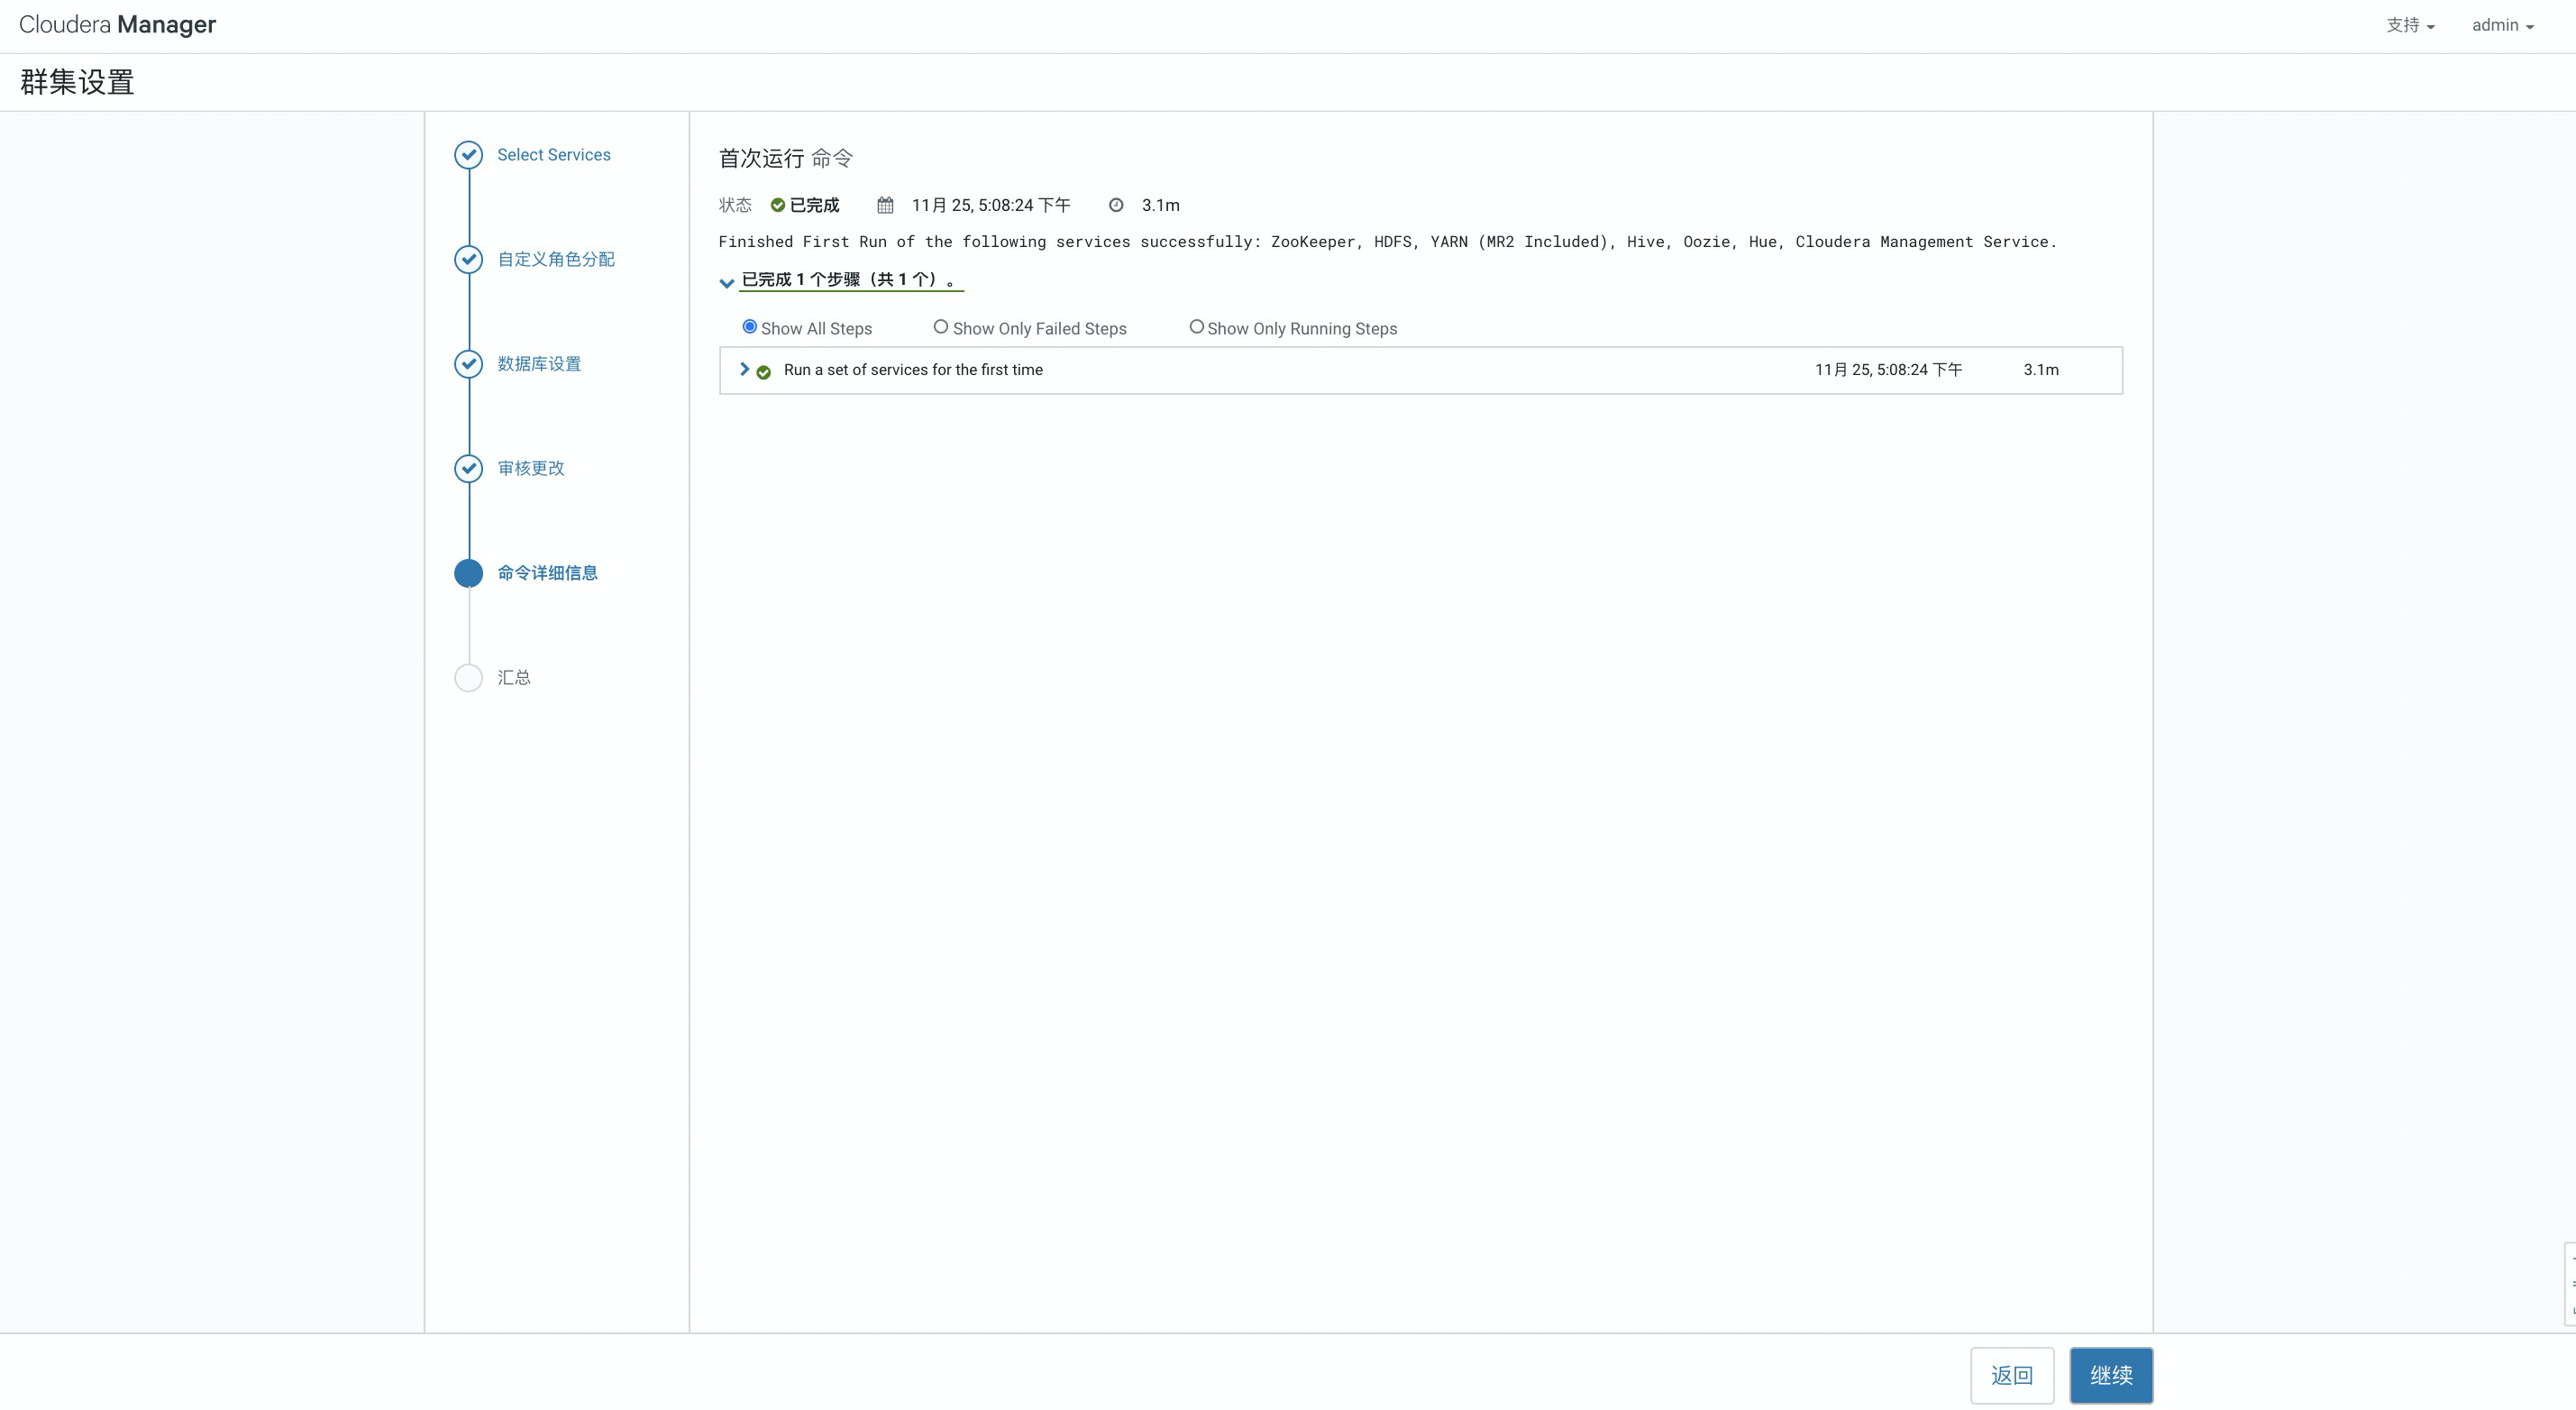 Cloudera Manager
支持
admin
群集设置
Select Services
自定义角色分配
数据库设置
审核更改
命令详细信息
汇总
首次运行 命令
状态 已完成 11月 25, 5:08:24 下午 3.1m
Finished First Run of the following services successfully: ZooKeeper, HDFS, YARN (MR2 Included), Hive, Oozie, Hue, Cloudera Management Service.
已完成 1 个步骤（共 1 个）。
Show All Steps Show Only Failed Steps Show Only Running Steps
Run a set of services for the first time 11月 25, 5:08:24 下午 3.1m
返回
继续